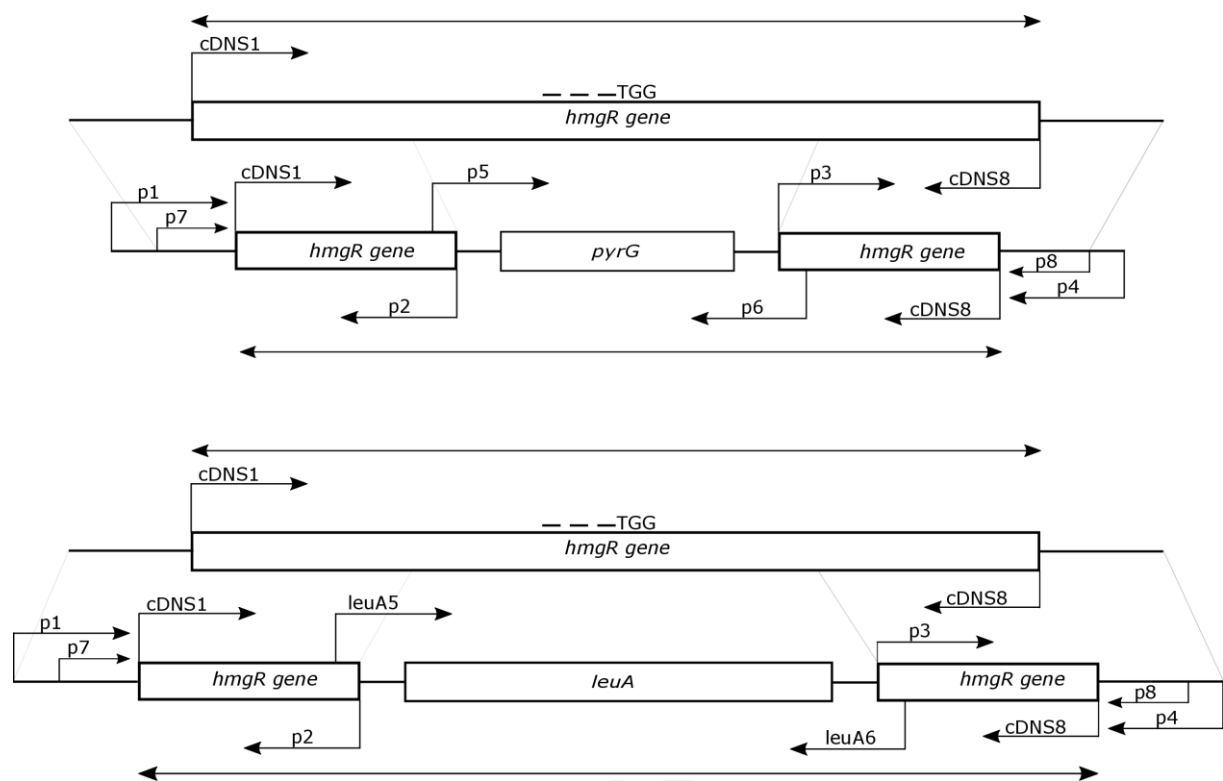 cDNS1
TGG
hmgR gene
cDNS1 p5 p3 cDNS8
p1
p7
hmgR gene pyrG hmgR gene
p8
p2 p6 cDNS8 p4
cDNS1
TGG
hmgR gene
cDNS1 leuA5 cDNS8
p1 p3
p7
hmgR gene leuA hmgR gene
p8
p2 leuA6 cDNS8 p4